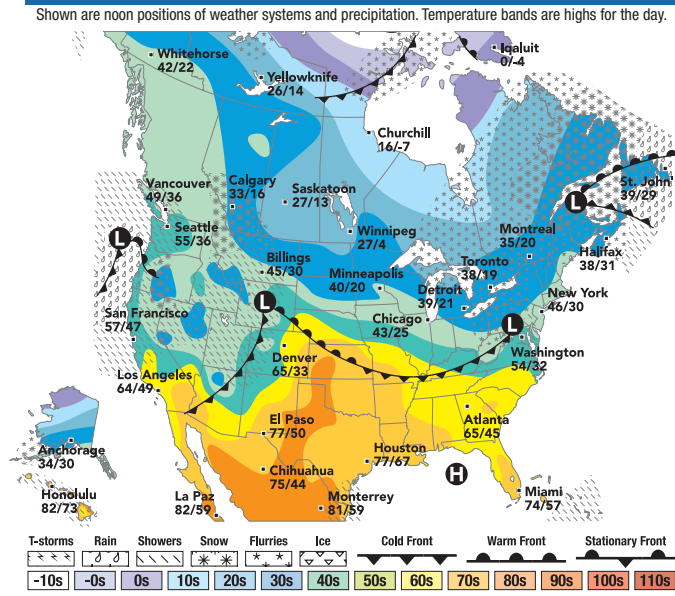 Shown are noon positions of weather systems and precipitation. Temperature bands are highs for the day.
Whitehorse
42/22
Yellowknife
26/14
Iqaluit
0/-4
Churchill
16/-7
Vancouver
49/36
Calgary
33/16
Saskatoon
27/13
St. John
39/29
L
Seattle
55/36
L
Winnipeg
27/4
Montreal
35/20
Halifax
38/31
Billings
45/30
Minneapolis
40/20
Toronto
38/19
Detroit
39/21
L
New York
46/30
San Francisco
57/47
Chicago
43/25
L
Denver
65/33
Washington
54/32
Los Angeles
64/49
El Paso
77/50
Atlanta
65/45
Anchorage
34/30
Houston
77/67
Chihuahua
75/44
H
Honolulu
82/73
La Paz
82/59
Monterrey
81/59
Miami
74/57
T-storms Rain Showers Snow Flurries Ice Cold Front Warm Front Stationary Front
-10s -0s 0s 10s 20s 30s 40s 50s 60s 70s 80s 90s 100s 110s